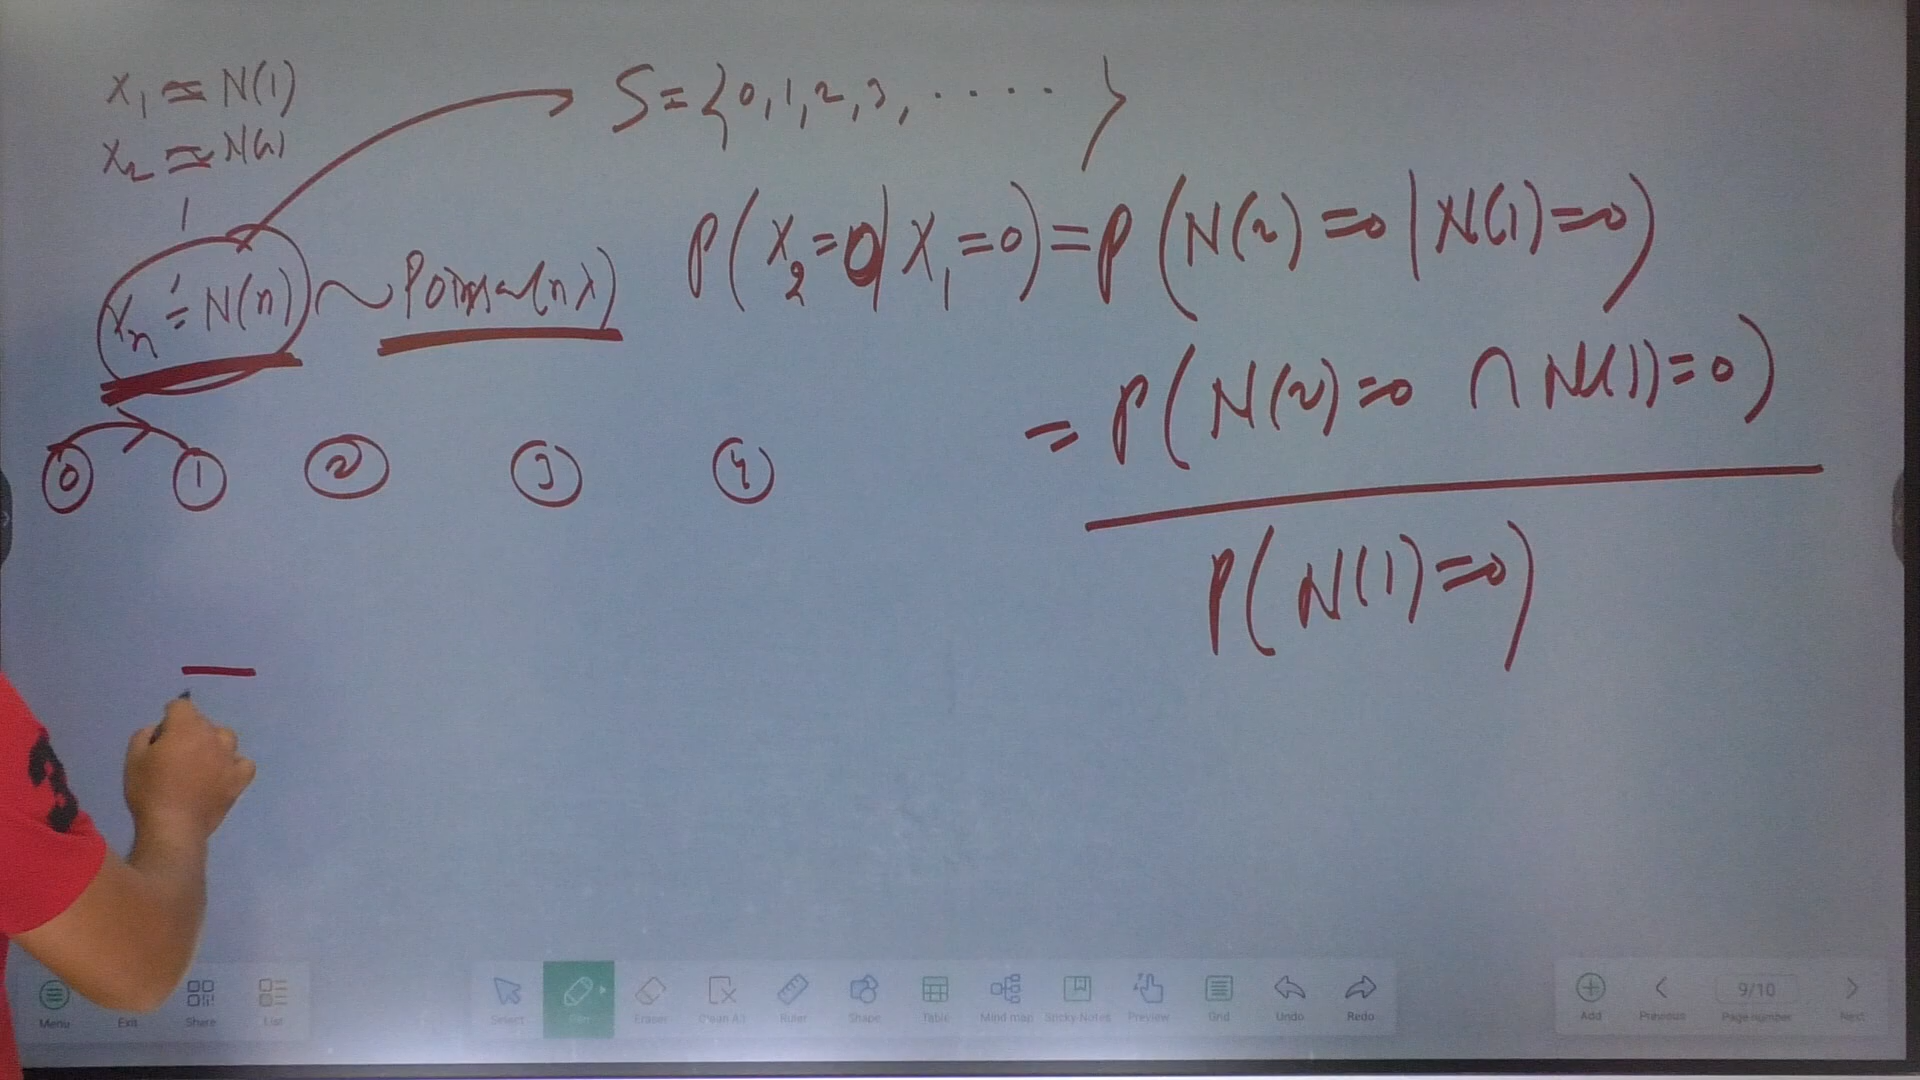 X₁ ≃ N(1)
X₂ ≃ N(2)
Xₙ = N(n) ~ Poisson(nλ)
S = {0, 1, 2, 3, ....}
P(X₂=0|X₁=0) = P(N(2)=0|N(1)=0)
= P(N(2)=0 ∩ N(1)=0)
P(N(1)=0)
0 1 2 3 4
3
Menu Exit Share List Select Eraser Clean All Ruler Shape Table Mind map Sticky Notes Preview Grid Undo Redo Add Previous Page number Next
9/10